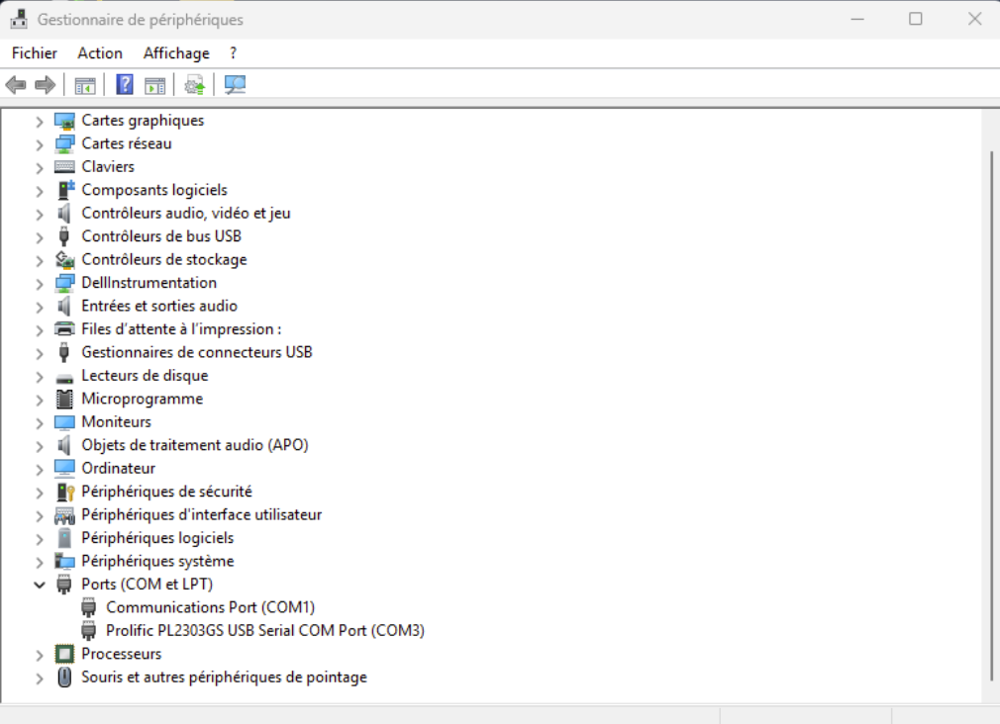 Gestionnaire de périphériques
Fichier Action Affichage ?
Cartes graphiques
Cartes réseau
Claviers
Composants logiciels
Contrôleurs audio, vidéo et jeu
Contrôleurs de bus USB
Contrôleurs de stockage
DellInstrumentation
Entrées et sorties audio
Files d'attente à l'impression :
Gestionnaires de connecteurs USB
Lecteurs de disque
Microprogramme
Moniteurs
Objets de traitement audio (APO)
Ordinateur
Périphériques de sécurité
Périphériques d'interface utilisateur
Périphériques logiciels
Périphériques système
Ports (COM et LPT)
Communications Port (COM1)
Prolific PL2303GS USB Serial COM Port (COM3)
Processeurs
Souris et autres périphériques de pointage